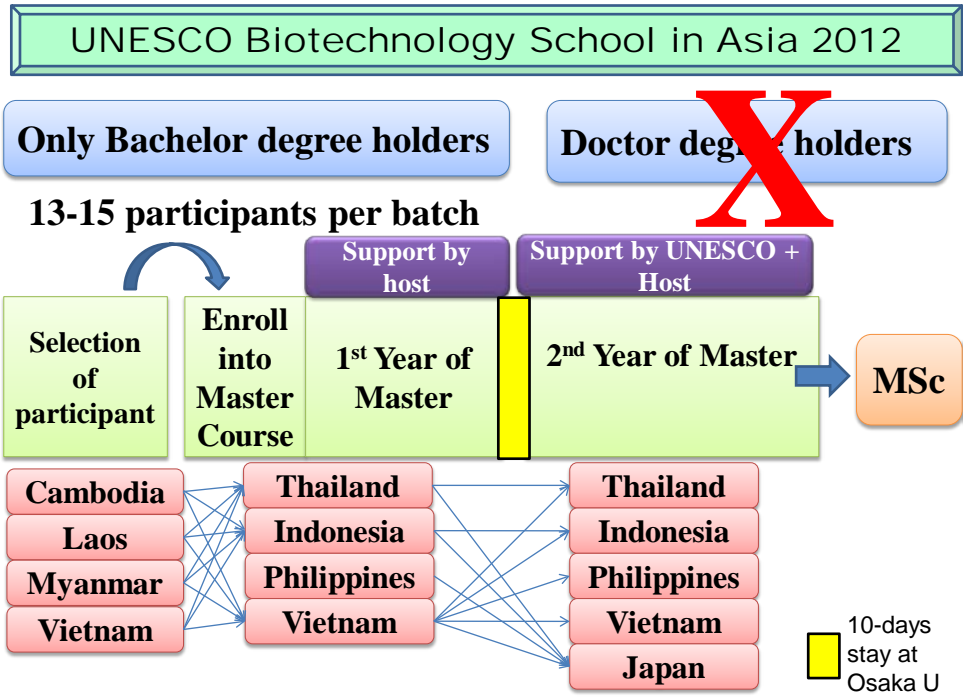 UNESCO Biotechnology School in Asia 2012
Only Bachelor degree holders
Doctor degree holders
X
13-15 participants per batch
Support by
host
Support by UNESCO +
Host
Selection
of
participant
Enroll
into
Master
Course
1st Year of
Master
2nd Year of Master
MSc
Cambodia
Laos
Myanmar
Vietnam
Thailand
Indonesia
Philippines
Vietnam
Thailand
Indonesia
Philippines
Vietnam
Japan
10-days
stay at
Osaka U